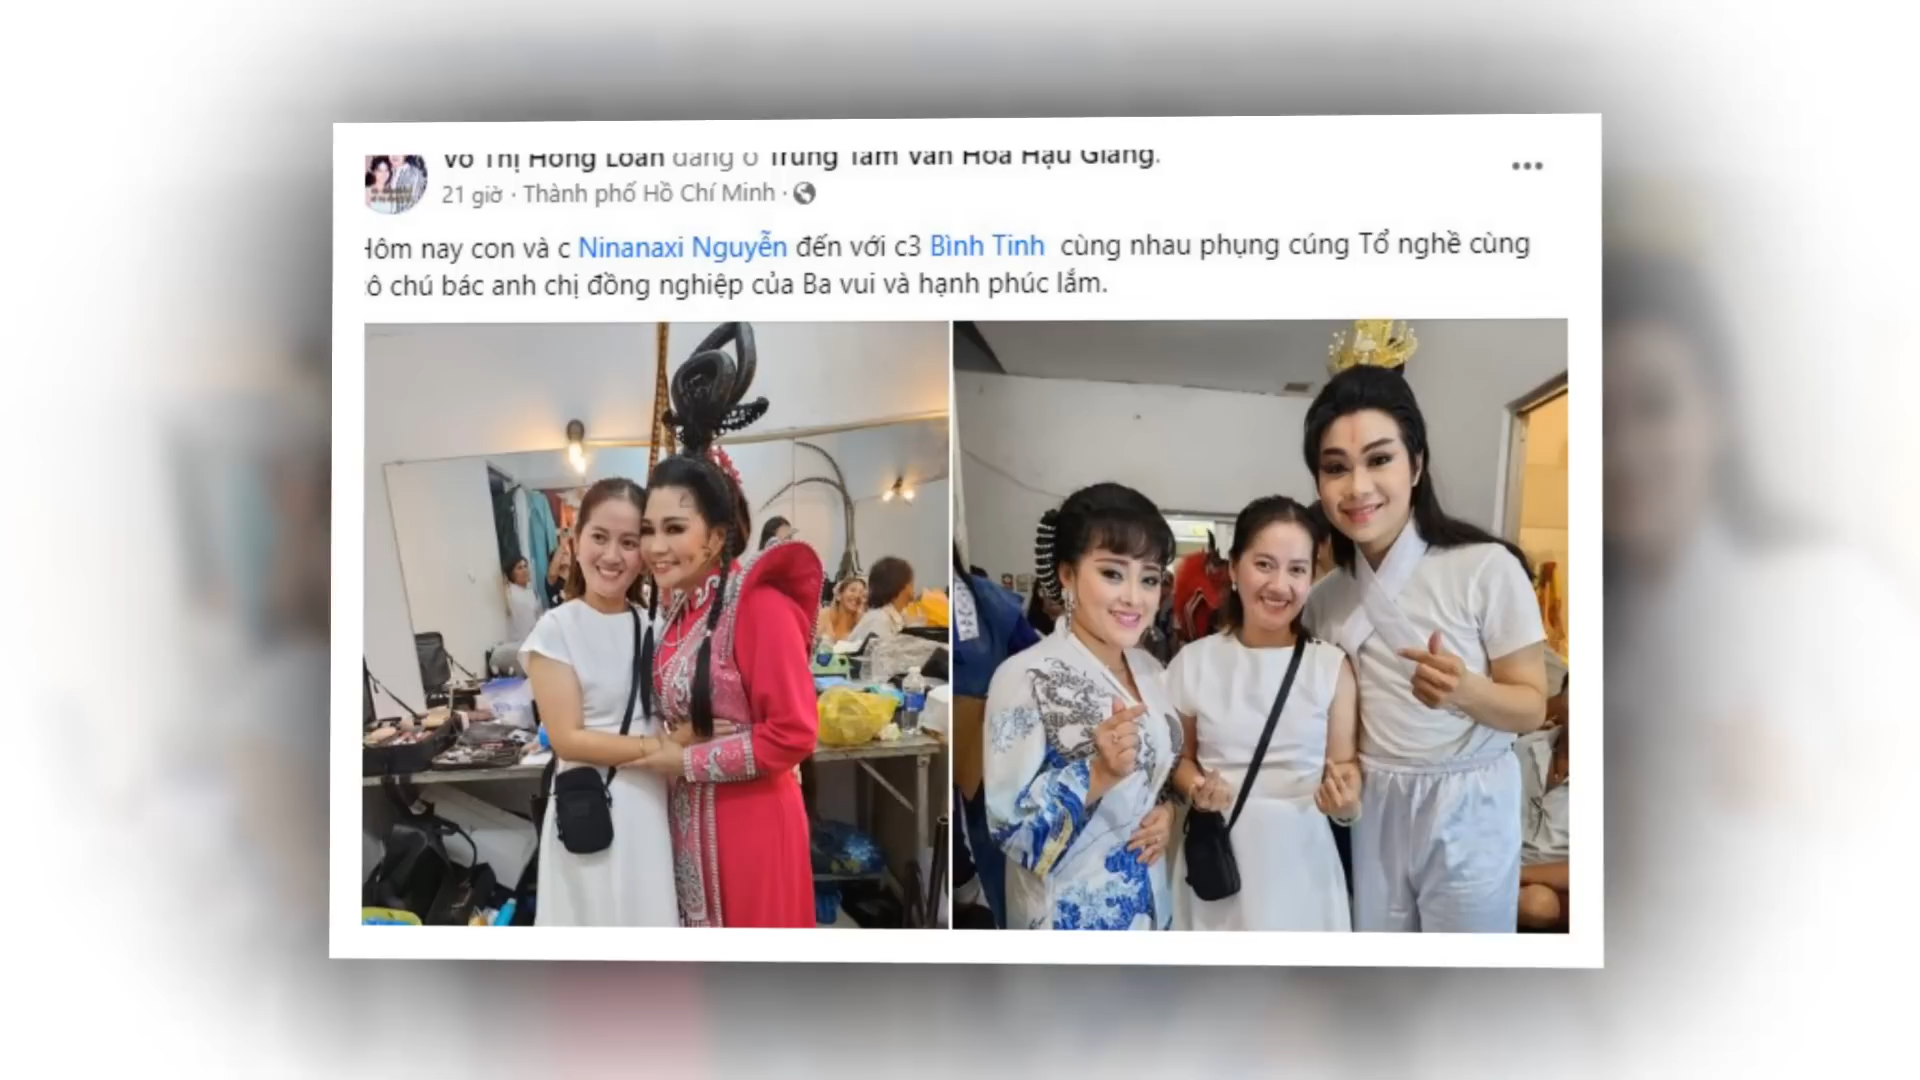 Võ Thị Hồng Loan đang ở Trung Tâm Văn Hóa Hậu Giang.
21 giờ · Thành phố Hồ Chí Minh ·
Hôm nay con và c Ninanaxi Nguyễn đến với c3 Bình Tinh cùng nhau phụng cúng Tổ nghề cùng
cô chú bác anh chị đồng nghiệp của Ba vui và hạnh phúc lắm.